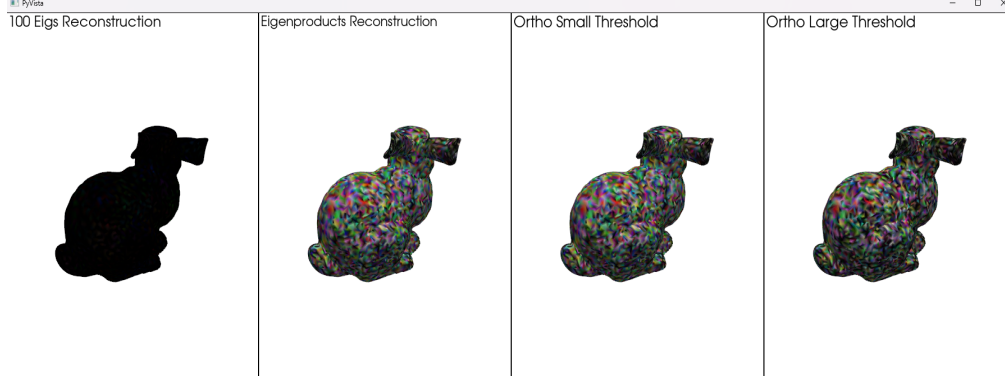 PyVista
100 Eigs Reconstruction
Eigenproducts Reconstruction
Ortho Small Threshold
Ortho Large Threshold